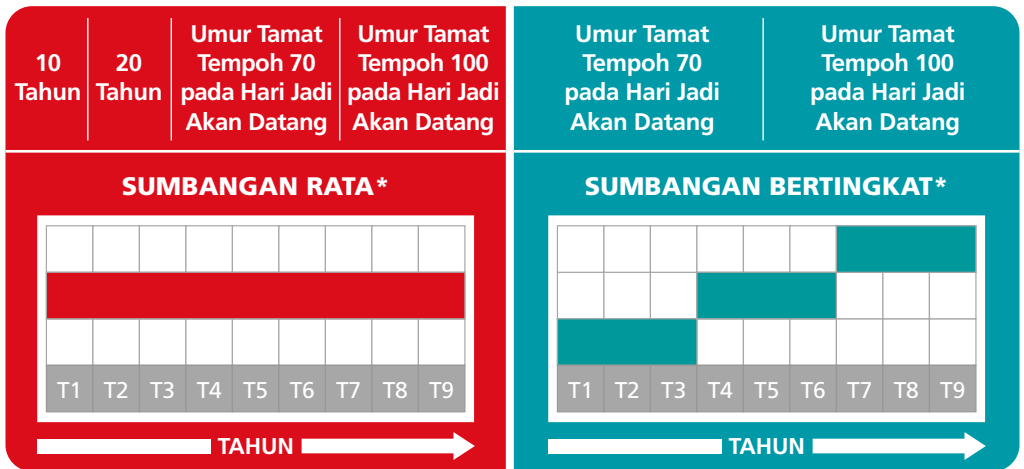 10
Tahun
20
Tahun
Umur Tamat
Tempoh 70
pada Hari Jadi
Akan Datang
Umur Tamat
Tempoh 100
pada Hari Jadi
Akan Datang
SUMBANGAN RATA*
T1 T2 T3 T4 T5 T6 T7 T8 T9
TAHUN
Umur Tamat
Tempoh 70
pada Hari Jadi
Akan Datang
Umur Tamat
Tempoh 100
pada Hari Jadi
Akan Datang
SUMBANGAN BERTINGKAT*
T1 T2 T3 T4 T5 T6 T7 T8 T9
TAHUN